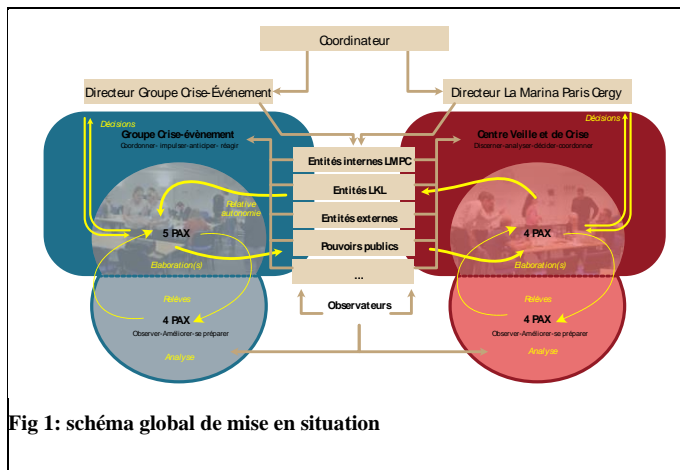 Coordinateur
Directeur Groupe Crise-Événement
Directeur La Marina Paris Cergy
Décisions
Groupe Crise-évènement
Coordonner- impulser-anticiper- réagir
Centre Veille et de Crise
Discerner-analyser-décider-coordonner
Décisions
Entités internes LMPC
Entités LKL
Entités externes
Pouvoirs publics
...
Observateurs
Relative
autonomie
5 PAX
Elaboration(s)
Relèves
4 PAX
Observer-Améliorer-se préparer
Analyse
4 PAX
Elaboration(s)
Relèves
4 PAX
Observer-Améliorer-se préparer
Analyse
Fig 1: schéma global de mise en situation